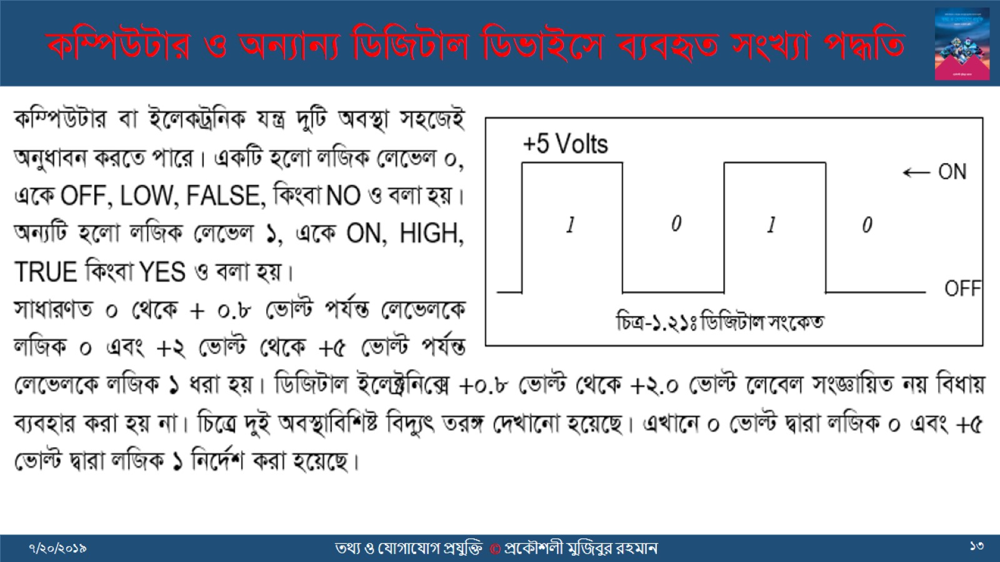 কম্পিউটার ও অন্যান্য ডিজিটাল ডিভাইসে ব্যবহৃত সংখ্যা পদ্ধতি
কম্পিউটার বা ইলেকট্রনিক যন্ত্র দুটি অবস্থা সহজেই
অনুধাবন করতে পারে। একটি হলো লজিক লেভেল ০,
একে OFF, LOW, FALSE, কিংবা NO ও বলা হয়।
অন্যটি হলো লজিক লেভেল ১, একে ON, HIGH,
TRUE কিংবা YES ও বলা হয়।
সাধারণত ০ থেকে + ০.৮ ভোল্ট পর্যন্ত লেভেলকে
লজিক ০ এবং +২ ভোল্ট থেকে +৫ ভোল্ট পর্যন্ত
লেভেলকে লজিক ১ ধরা হয়। ডিজিটাল ইলেক্ট্রনিক্সে +০.৮ ভোল্ট থেকে +২.০ ভোল্ট লেবেল সংজ্ঞায়িত নয় বিধায়
ব্যবহার করা হয় না। চিত্রে দুই অবস্থাবিশিষ্ট বিদ্যুৎ তরঙ্গ দেখানো হয়েছে। এখানে ০ ভোল্ট দ্বারা লজিক ০ এবং +৫
ভোল্ট দ্বারা লজিক ১ নির্দেশ করা হয়েছে।
+5 Volts
← ON
1 0 1 0
OFF
চিত্র-১.২১ঃ ডিজিটাল সংকেত
৭/২০/২০১৯
তথ্য ও যোগাযোগ প্রযুক্তি © প্রকৌশলী মুজিবুর রহমান
১৩